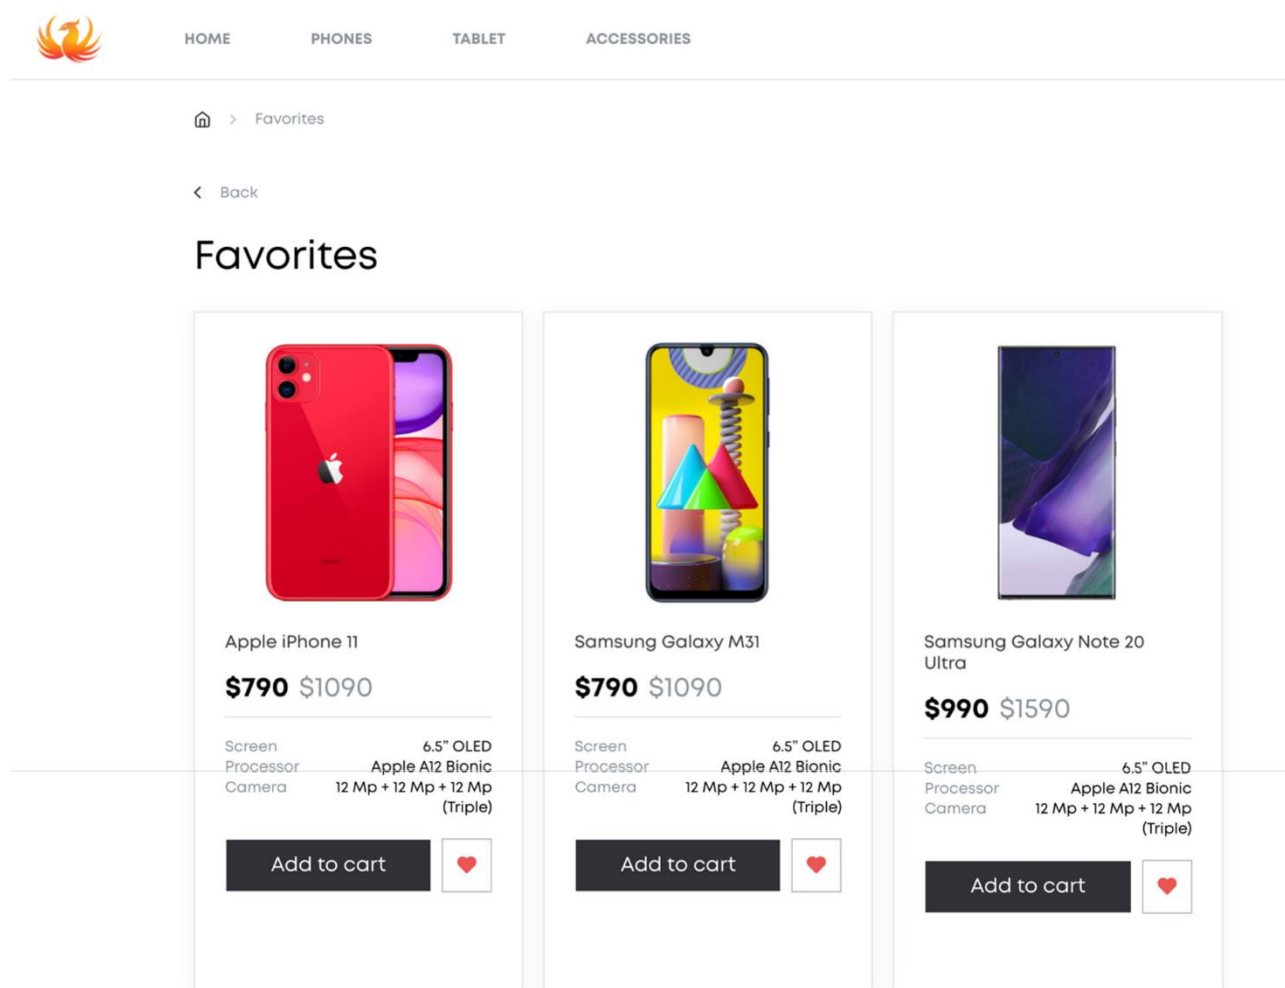 HOME PHONES TABLET ACCESSORIES
Favorites
Back
Favorites
Apple iPhone 11
$790 $1090
Screen 6.5” OLED
Processor Apple A12 Bionic
Camera 12 Mp + 12 Mp + 12 Mp
(Triple)
Add to cart
Samsung Galaxy M31
$790 $1090
Screen 6.5” OLED
Processor Apple A12 Bionic
Camera 12 Mp + 12 Mp + 12 Mp
(Triple)
Add to cart
Samsung Galaxy Note 20
Ultra
$990 $1590
Screen 6.5” OLED
Processor Apple A12 Bionic
Camera 12 Mp + 12 Mp + 12 Mp
(Triple)
Add to cart